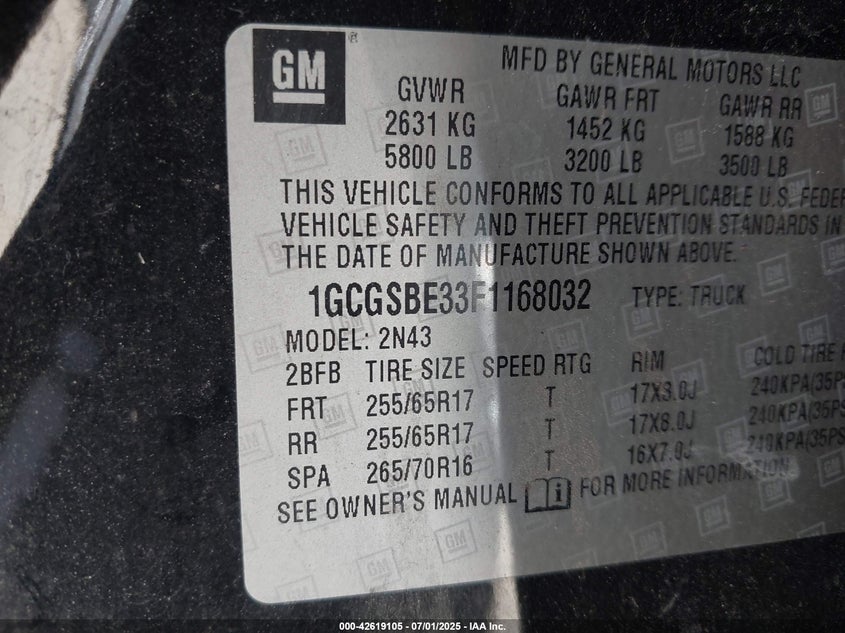 GM ®
MFD BY GENERAL MOTORS LLC
GVWR GAWR FRT GAWR RR
2631 KG 1452 KG 1588 KG
5800 LB 3200 LB 3500 LB
THIS VEHICLE CONFORMS TO ALL APPLICABLE U.S. FEDER
VEHICLE SAFETY AND THEFT PREVENTION STANDARDS IN
THE DATE OF MANUFACTURE SHOWN ABOVE.
1GCGSBE33F1168032 TYPE: TRUCK
MODEL: 2N43
2BFB TIRE SIZE SPEED RTG RIM COLD TIRE
FRT 255/65R17 T 17X8.0J 240KPA(35PS
RR 255/65R17 T 17X8.0J 240KPA(35PS
SPA 265/70R16 T 16X7.0J 240KPA(35PS
SEE OWNER'S MANUAL i FOR MORE INFORMATION
000-42619105 - 07/01/2025 - IAA Inc.